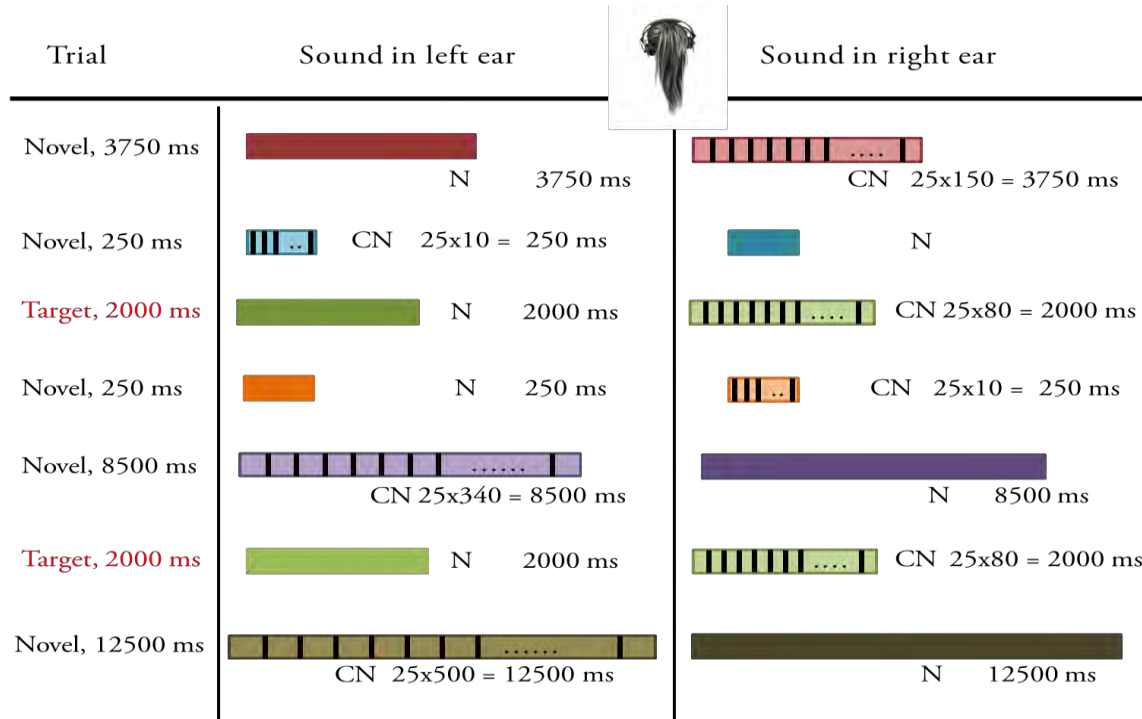 Trial Sound in left ear Sound in right ear
Novel, 3750 ms
N 3750 ms
CN 25x150 = 3750 ms
Novel, 250 ms CN 25x10 = 250 ms N
Target, 2000 ms N 2000 ms CN 25x80 = 2000 ms
Novel, 250 ms N 250 ms CN 25x10 = 250 ms
Novel, 8500 ms
CN 25x340 = 8500 ms N 8500 ms
Target, 2000 ms N 2000 ms CN 25x80 = 2000 ms
Novel, 12500 ms
CN 25x500 = 12500 ms N 12500 ms